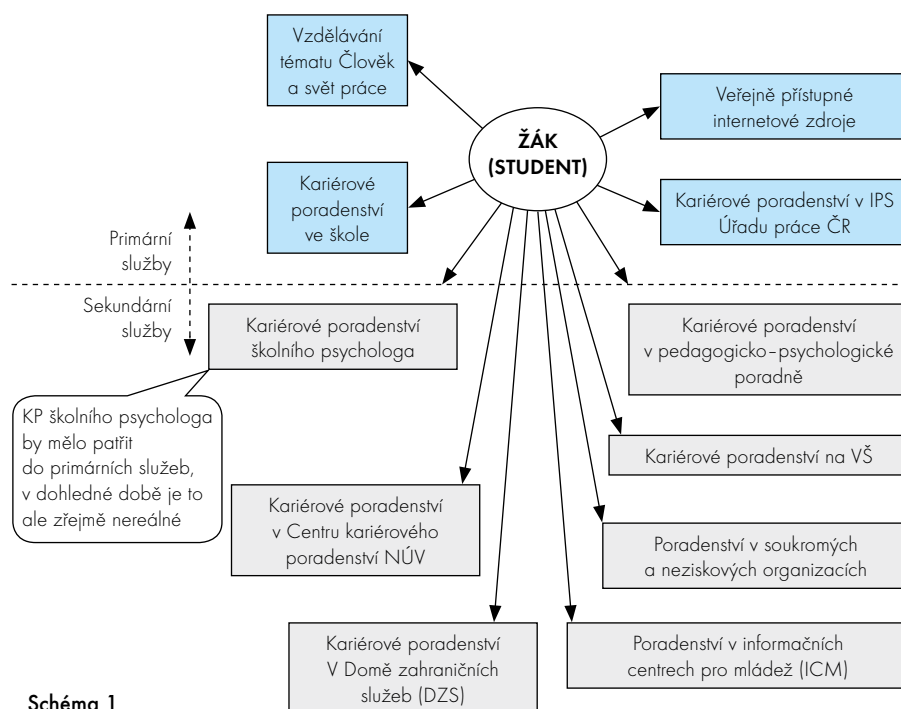 Vzdělávání
tématu Člověk
a svět práce
Veřejně přístupné
internetové zdroje
ŽÁK
(STUDENT)
Kariérové
poradenství
ve škole
Kariérové poradenství v IPS
Úřadu práce ČR
Primární
služby
Sekundární
služby
Kariérové poradenství
školního psychologa
Kariérové poradenství
v pedagogicko–psychologické
poradně
KP školního psychologa
by mělo patřit
do primárních služeb,
v dohledné době je to
ale zřejmě nereálné
Kariérové poradenství na VŠ
Kariérové poradenství
v Centru kariérového
poradenství NÚV
Poradenství v soukromých
a neziskových organizacích
Kariérové poradenství
V Domě zahraničních
služeb (DZS)
Poradenství v informačních
centrech pro mládež (ICM)
Schéma 1